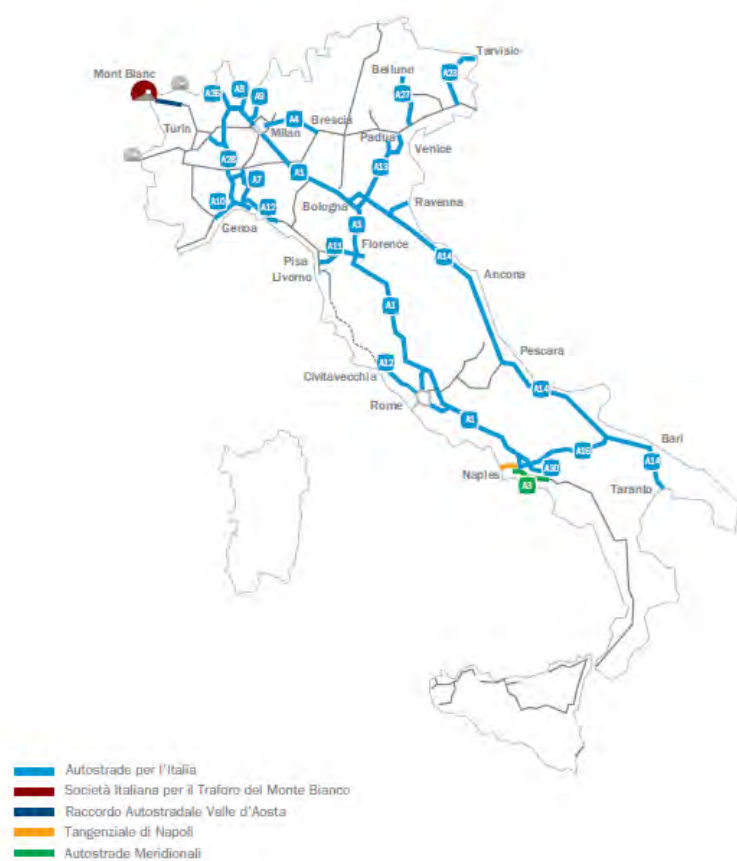 Tarvisio
Mont Blanc
Belluno
A23
A26
A8
A9
A27
A4
Brescia
Turin
Milan
Padua
Venice
A1
A13
A7
A10
A12
Bologna
Ravenna
Genoa
A11
Florence
A14
Pisa
Livorno
Ancona
A1
Pescara
A12
Civitavecchia
A14
Rome
A1
Bari
A16
A14
Naples
A30
A3
Taranto
Autostrade per l'Italia
Società Italiana per il Traforo del Monte Bianco
Raccordo Autostradale Valle d'Aosta
Tangenziale di Napoli
Autostrade Meridionali